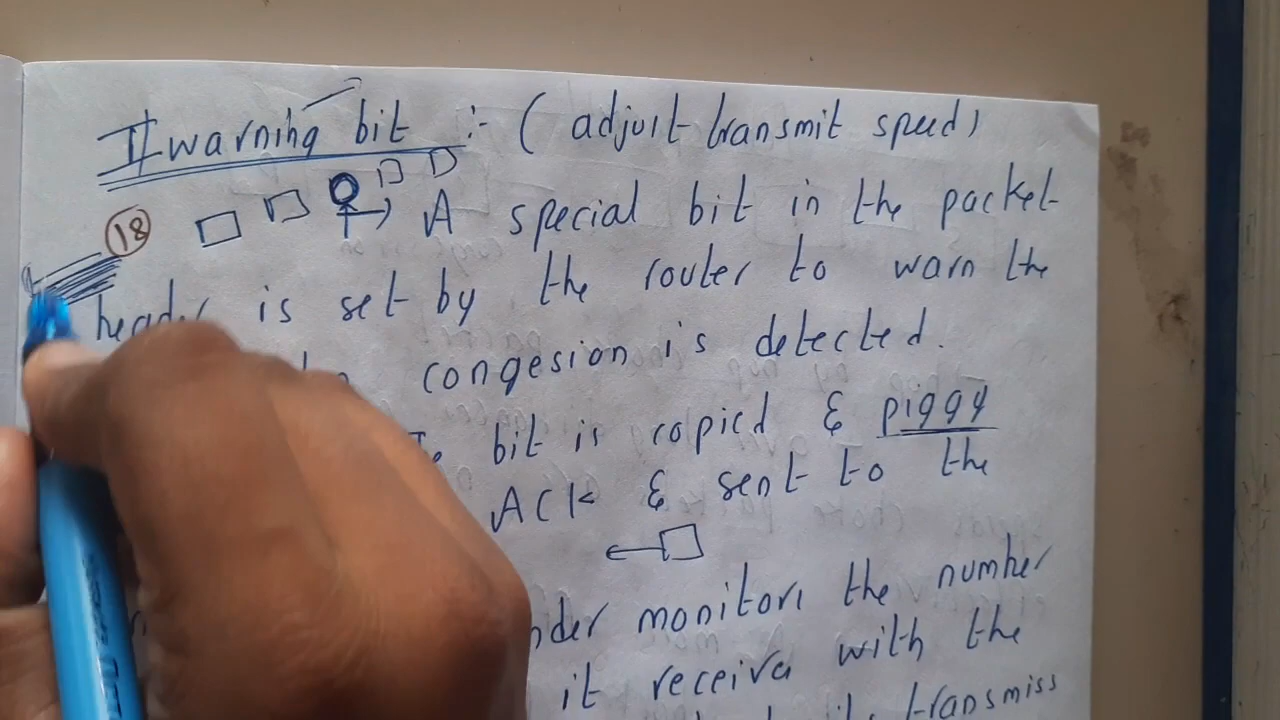 II warning bit :- ( adjust transmit speed )
18
A special bit in the packet
header is set by the router to warn the
congesion is detected.
bit is copied & piggy
ACK & sent to the
monitors the number
it receive with the
transmiss